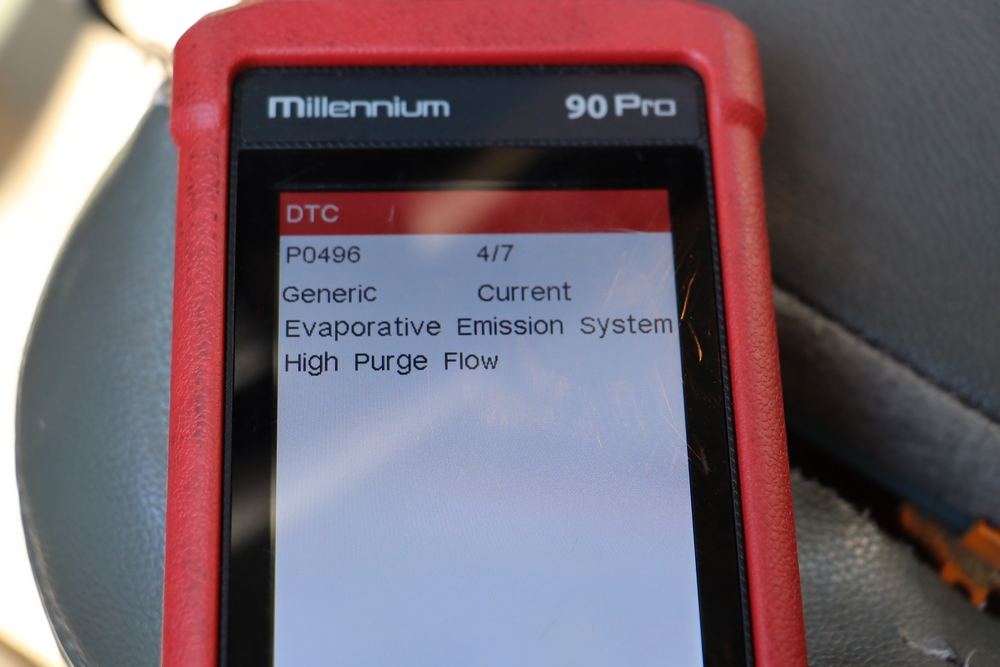 Millennium 90 Pro
DTC
P0496 4/7
Generic Current
Evaporative Emission System
High Purge Flow